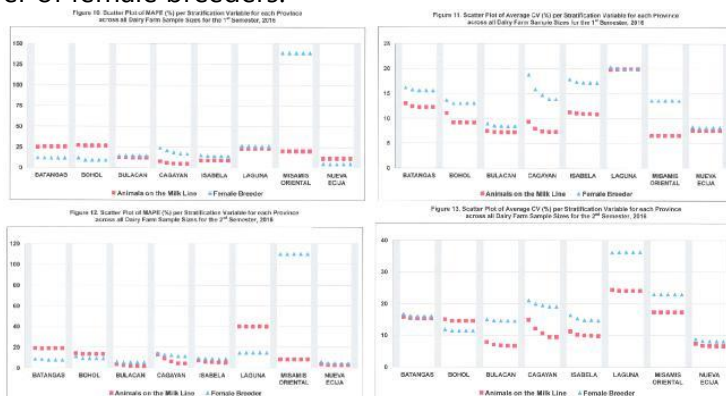 er of female breeders.
Figure 10. Scatter Plot of MAPE (%) per Stratification Variable for each Province
across all Dairy Farm Sample Sizes for the 1st Semester, 2016
150
125
100
75
50
25
0
BATANGAS BOHOL BULACAN CAGAYAN ISABELA LAGUNA MISAMIS ORIENTAL NUEVA ECIJA
Animals on the Milk Line Female Breeder
Figure 11. Scatter Plot of Average CV (%) per Stratification Variable for each Province
across all Dairy Farm Sample Sizes for the 1st Semester, 2016
25
20
15
10
5
0
BATANGAS BOHOL BULACAN CAGAYAN ISABELA LAGUNA MISAMIS ORIENTAL NUEVA ECIJA
Animals on the Milk Line Female Breeder
Figure 12. Scatter Plot of MAPE (%) per Stratification Variable for each Province
across all Dairy Farm Sample Sizes for the 2nd Semester, 2016
120
100
80
60
40
20
0
BATANGAS BOHOL BULACAN CAGAYAN ISABELA LAGUNA MISAMIS ORIENTAL NUEVA ECIJA
Animals on the Milk Line Female Breeder
Figure 13. Scatter Plot of Average CV (%) per Stratification Variable for each Province
across all Dairy Farm Sample Sizes for the 2nd Semester, 2016
40
30
20
10
0
BATANGAS BOHOL BULACAN CAGAYAN ISABELA LAGUNA MISAMIS ORIENTAL NUEVA ECIJA
Animals on the Milk Line Female Breeder